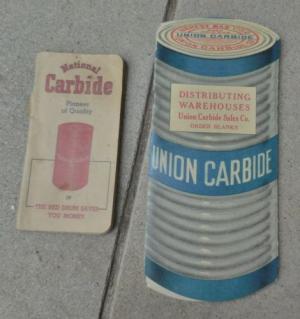 National
Carbide
Pioneer
of Quality
IN
THE RED DRUM SAVES
YOU MONEY
UNION CARBIDE
DISTRIBUTING
WAREHOUSES
Union Carbide Sales Co.
ORDER BLANKS
UNION CARBIDE